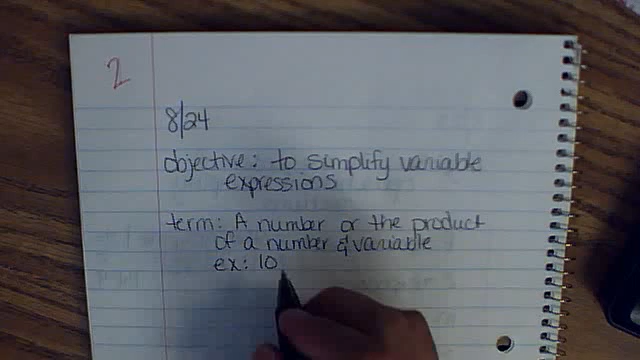 2
8/24
objective: to simplify variable
expressions
term: A number or the product
of a number & variable
ex: 10